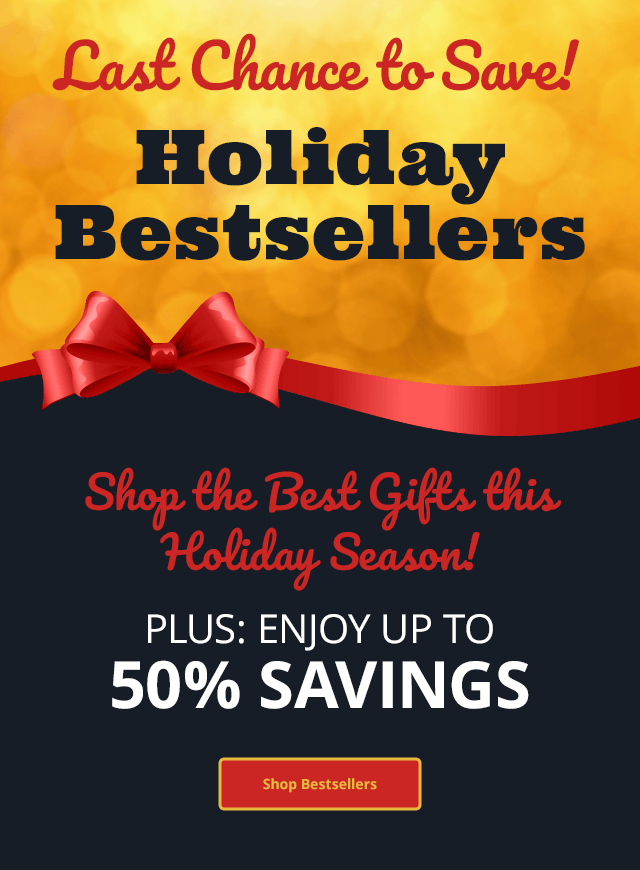 Last Chance to Save!
Holiday
Bestsellers
Shop the Best Gifts this
Holiday Season!
PLUS: ENJOY UP TO
50% SAVINGS
Shop Bestsellers